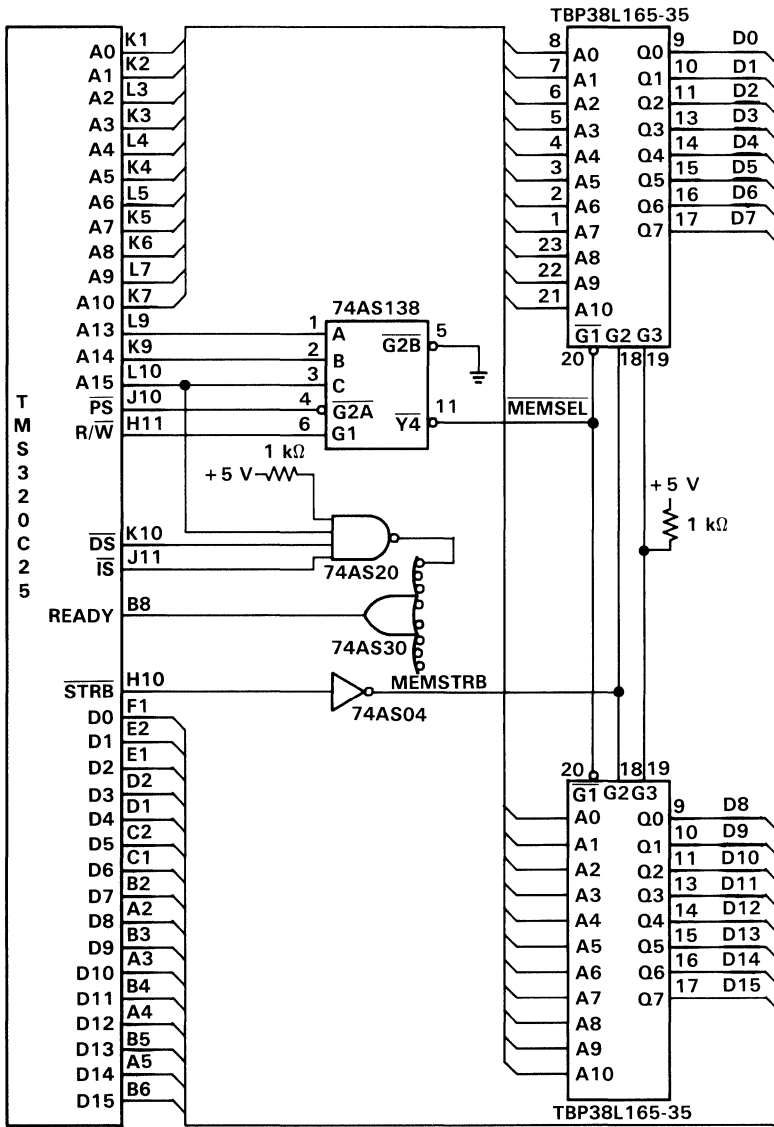 TBP38L165-35
A0 K1
A1 K2
A2 L3
A3 K3
A4 L4
A5 K4
A6 L5
A7 K5
A8 K6
A9 L7
A10 K7
A13 L9
A14 K9
A15 L10
PS J10
R/W H11
DS K10
IS J11
READY B8
STRB H10
D0 F1
D1 E2
D2 E1
D3 D2
D4 D1
D5 C2
D6 C1
D7 B2
D8 A2
D9 B3
D10 A3
D11 B4
D12 A4
D13 B5
D14 A5
D15 B6
TMS320C25
74AS138
1 A
2 B
3 C
4 G2A
6 G1
G2B 5
Y4 11
MEMSEL
1 kΩ
+5 V
74AS20
74AS30
MEMSTRB
74AS04
8 A0 Q0 9 D0
7 A1 Q1 10 D1
6 A2 Q2 11 D2
5 A3 Q3 13 D3
4 A4 Q4 14 D4
3 A5 Q5 15 D5
2 A6 Q6 16 D6
1 A7 Q7 17 D7
23 A8
22 A9
21 A10
G1 G2 G3
20 18 19
+5 V
1 kΩ
20 18 19
G1 G2 G3
A0 Q0 9 D8
A1 Q1 10 D9
A2 Q2 11 D10
A3 Q3 13 D11
A4 Q4 14 D12
A5 Q5 15 D13
A6 Q6 16 D14
A7 Q7 17 D15
A8
A9
A10
TBP38L165-35